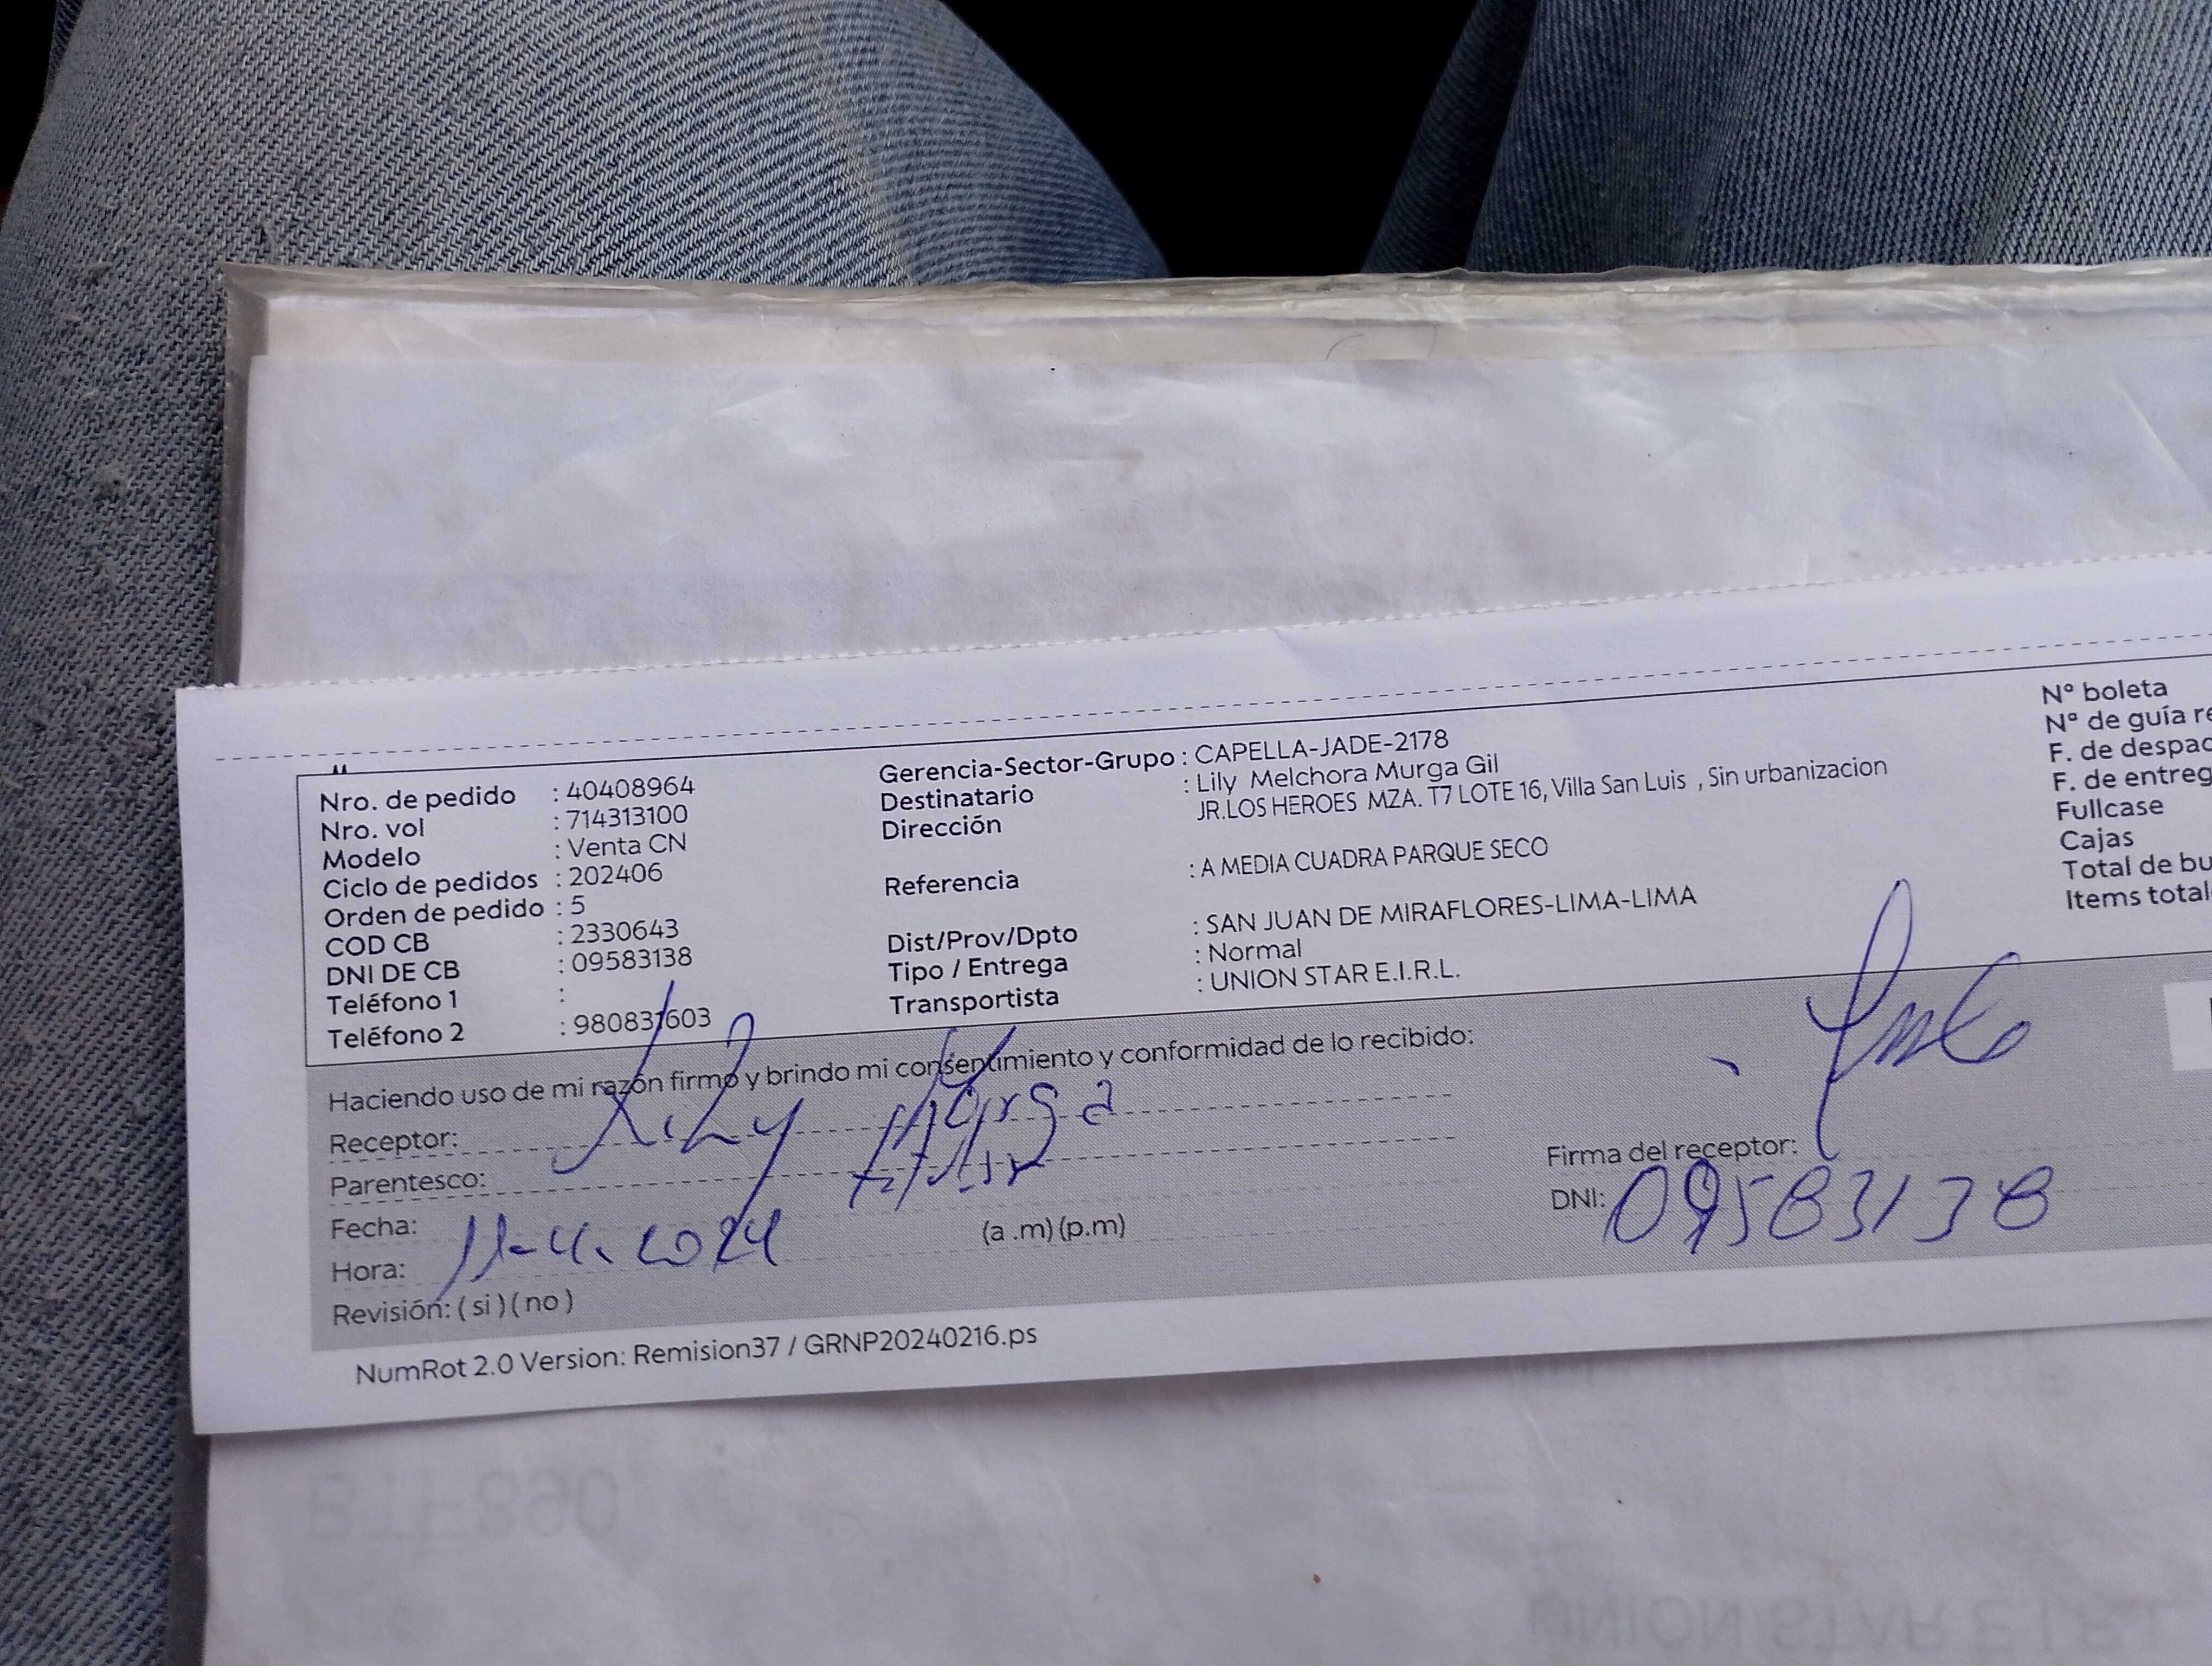 Nro. de pedido : 40408964
Nro. vol : 714313100
Modelo : Venta CN
Ciclo de pedidos : 202406
Orden de pedido : 5
COD CB : 2330643
DNI DE CB : 09583138
Teléfono 1 :
Teléfono 2 : 980831603
Gerencia-Sector-Grupo : CAPELLA-JADE-2178
Destinatario : Lily Melchora Murga Gil
Dirección JR.LOS HEROES MZA. T7 LOTE 16, Villa San Luis , Sin urbanizacion
Referencia : A MEDIA CUADRA PARQUE SECO
Dist/Prov/Dpto : SAN JUAN DE MIRAFLORES-LIMA-LIMA
Tipo / Entrega : Normal
Transportista : UNION STAR E.I.R.L.
N° boleta
N° de guía re
F. de despac
F. de entreg
Fullcase
Cajas
Total de bu
Items total
Haciendo uso de mi razón firmo y brindo mi consentimiento y conformidad de lo recibido:
Receptor: Lily Murga
Parentesco:
Fecha: 11-4-2024
Hora: (a .m) (p.m)
Revisión: ( si ) ( no )
Firma del receptor:
DNI: 09583138
NumRot 2.0 Version: Remision37 / GRNP20240216.ps
BTF890
UNION STAR E.I.R.L